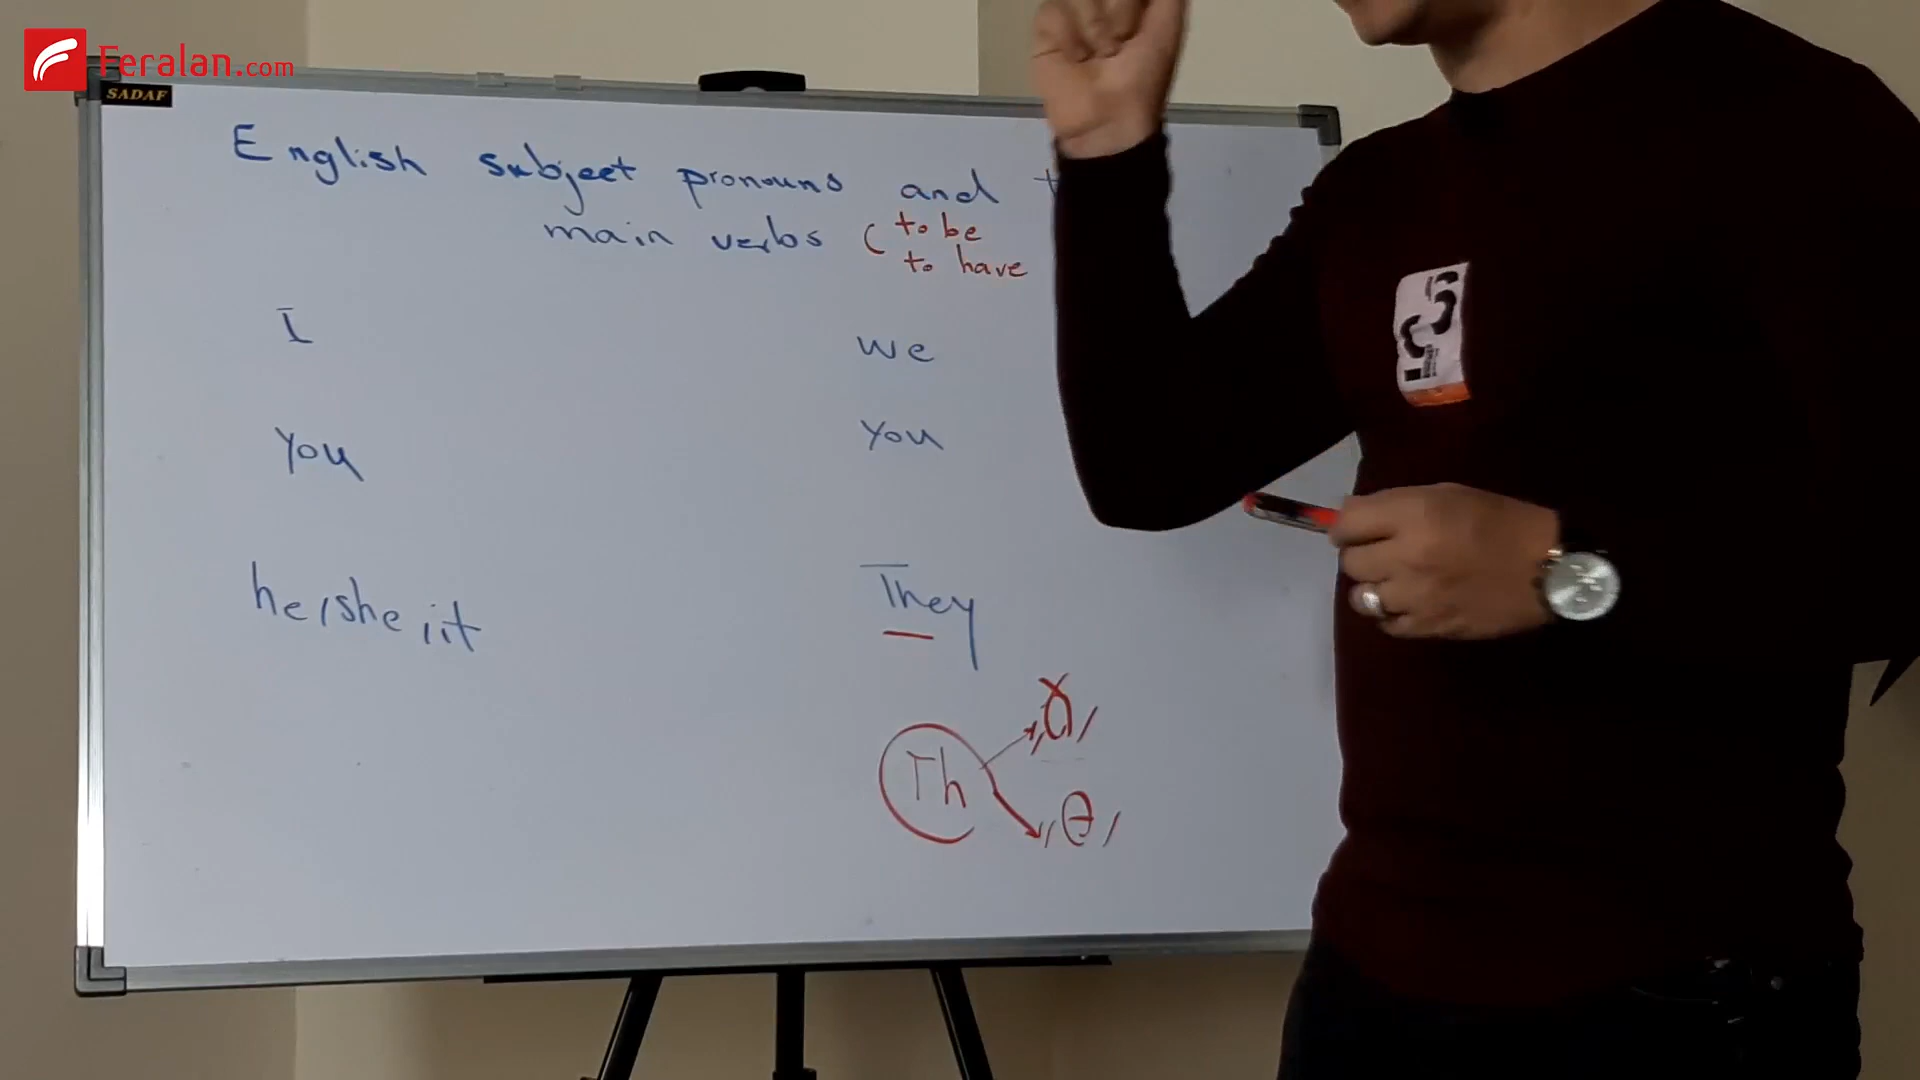 Feralan.com
SADAF
English subject pronouns and
main verbs ( to be
to have
I
we
You
You
he/she/it
They
Th
/ð/
/θ/